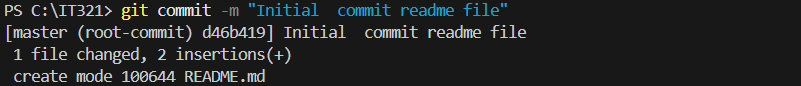 PS C:\IT321> git commit -m "Initial  commit readme file"
[master (root-commit) d46b419] Initial  commit readme file
 1 file changed, 2 insertions(+)
 create mode 100644 README.md